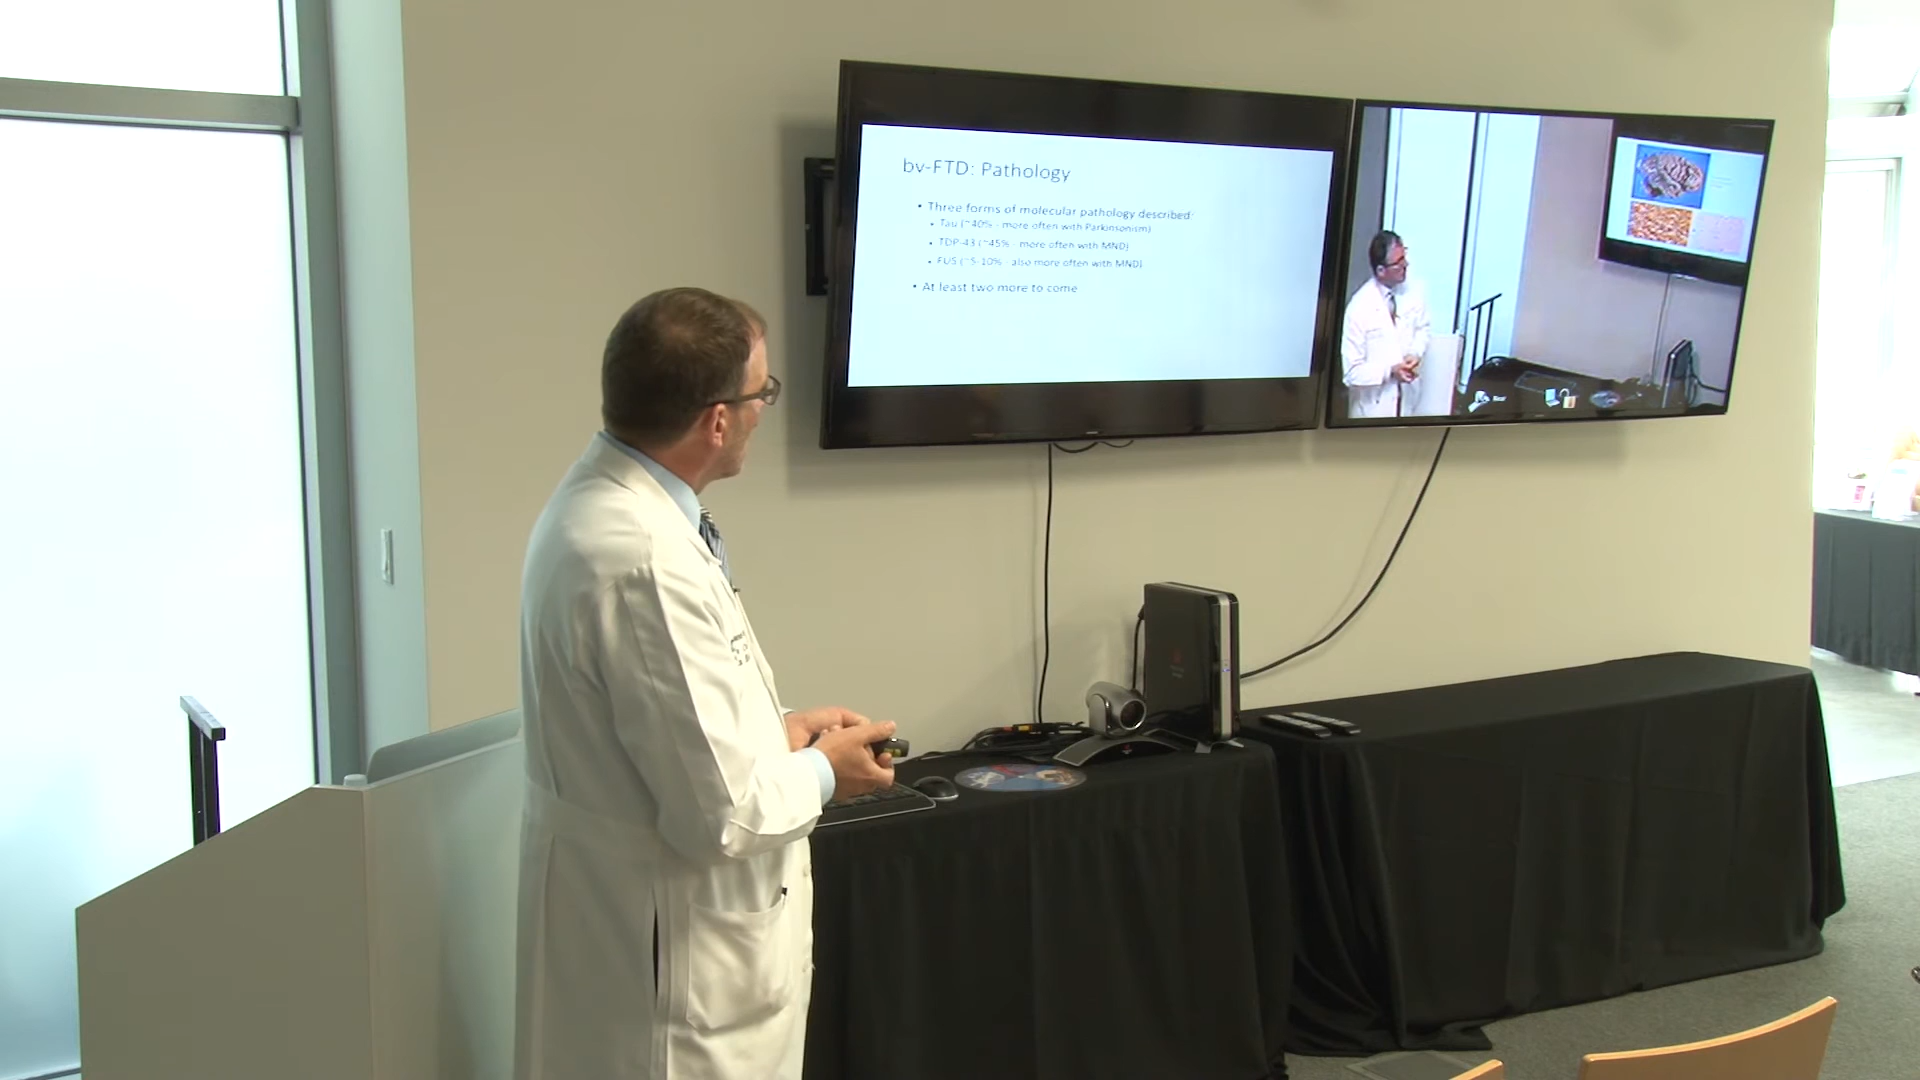 bv-FTD: Pathology
• Three forms of molecular pathology described:
• Tau (~40% - more often with Parkinsonism)
• TDP-43 (~45% - more often with MND)
• FUS (~5-10% - also more often with MND)
• At least two more to come